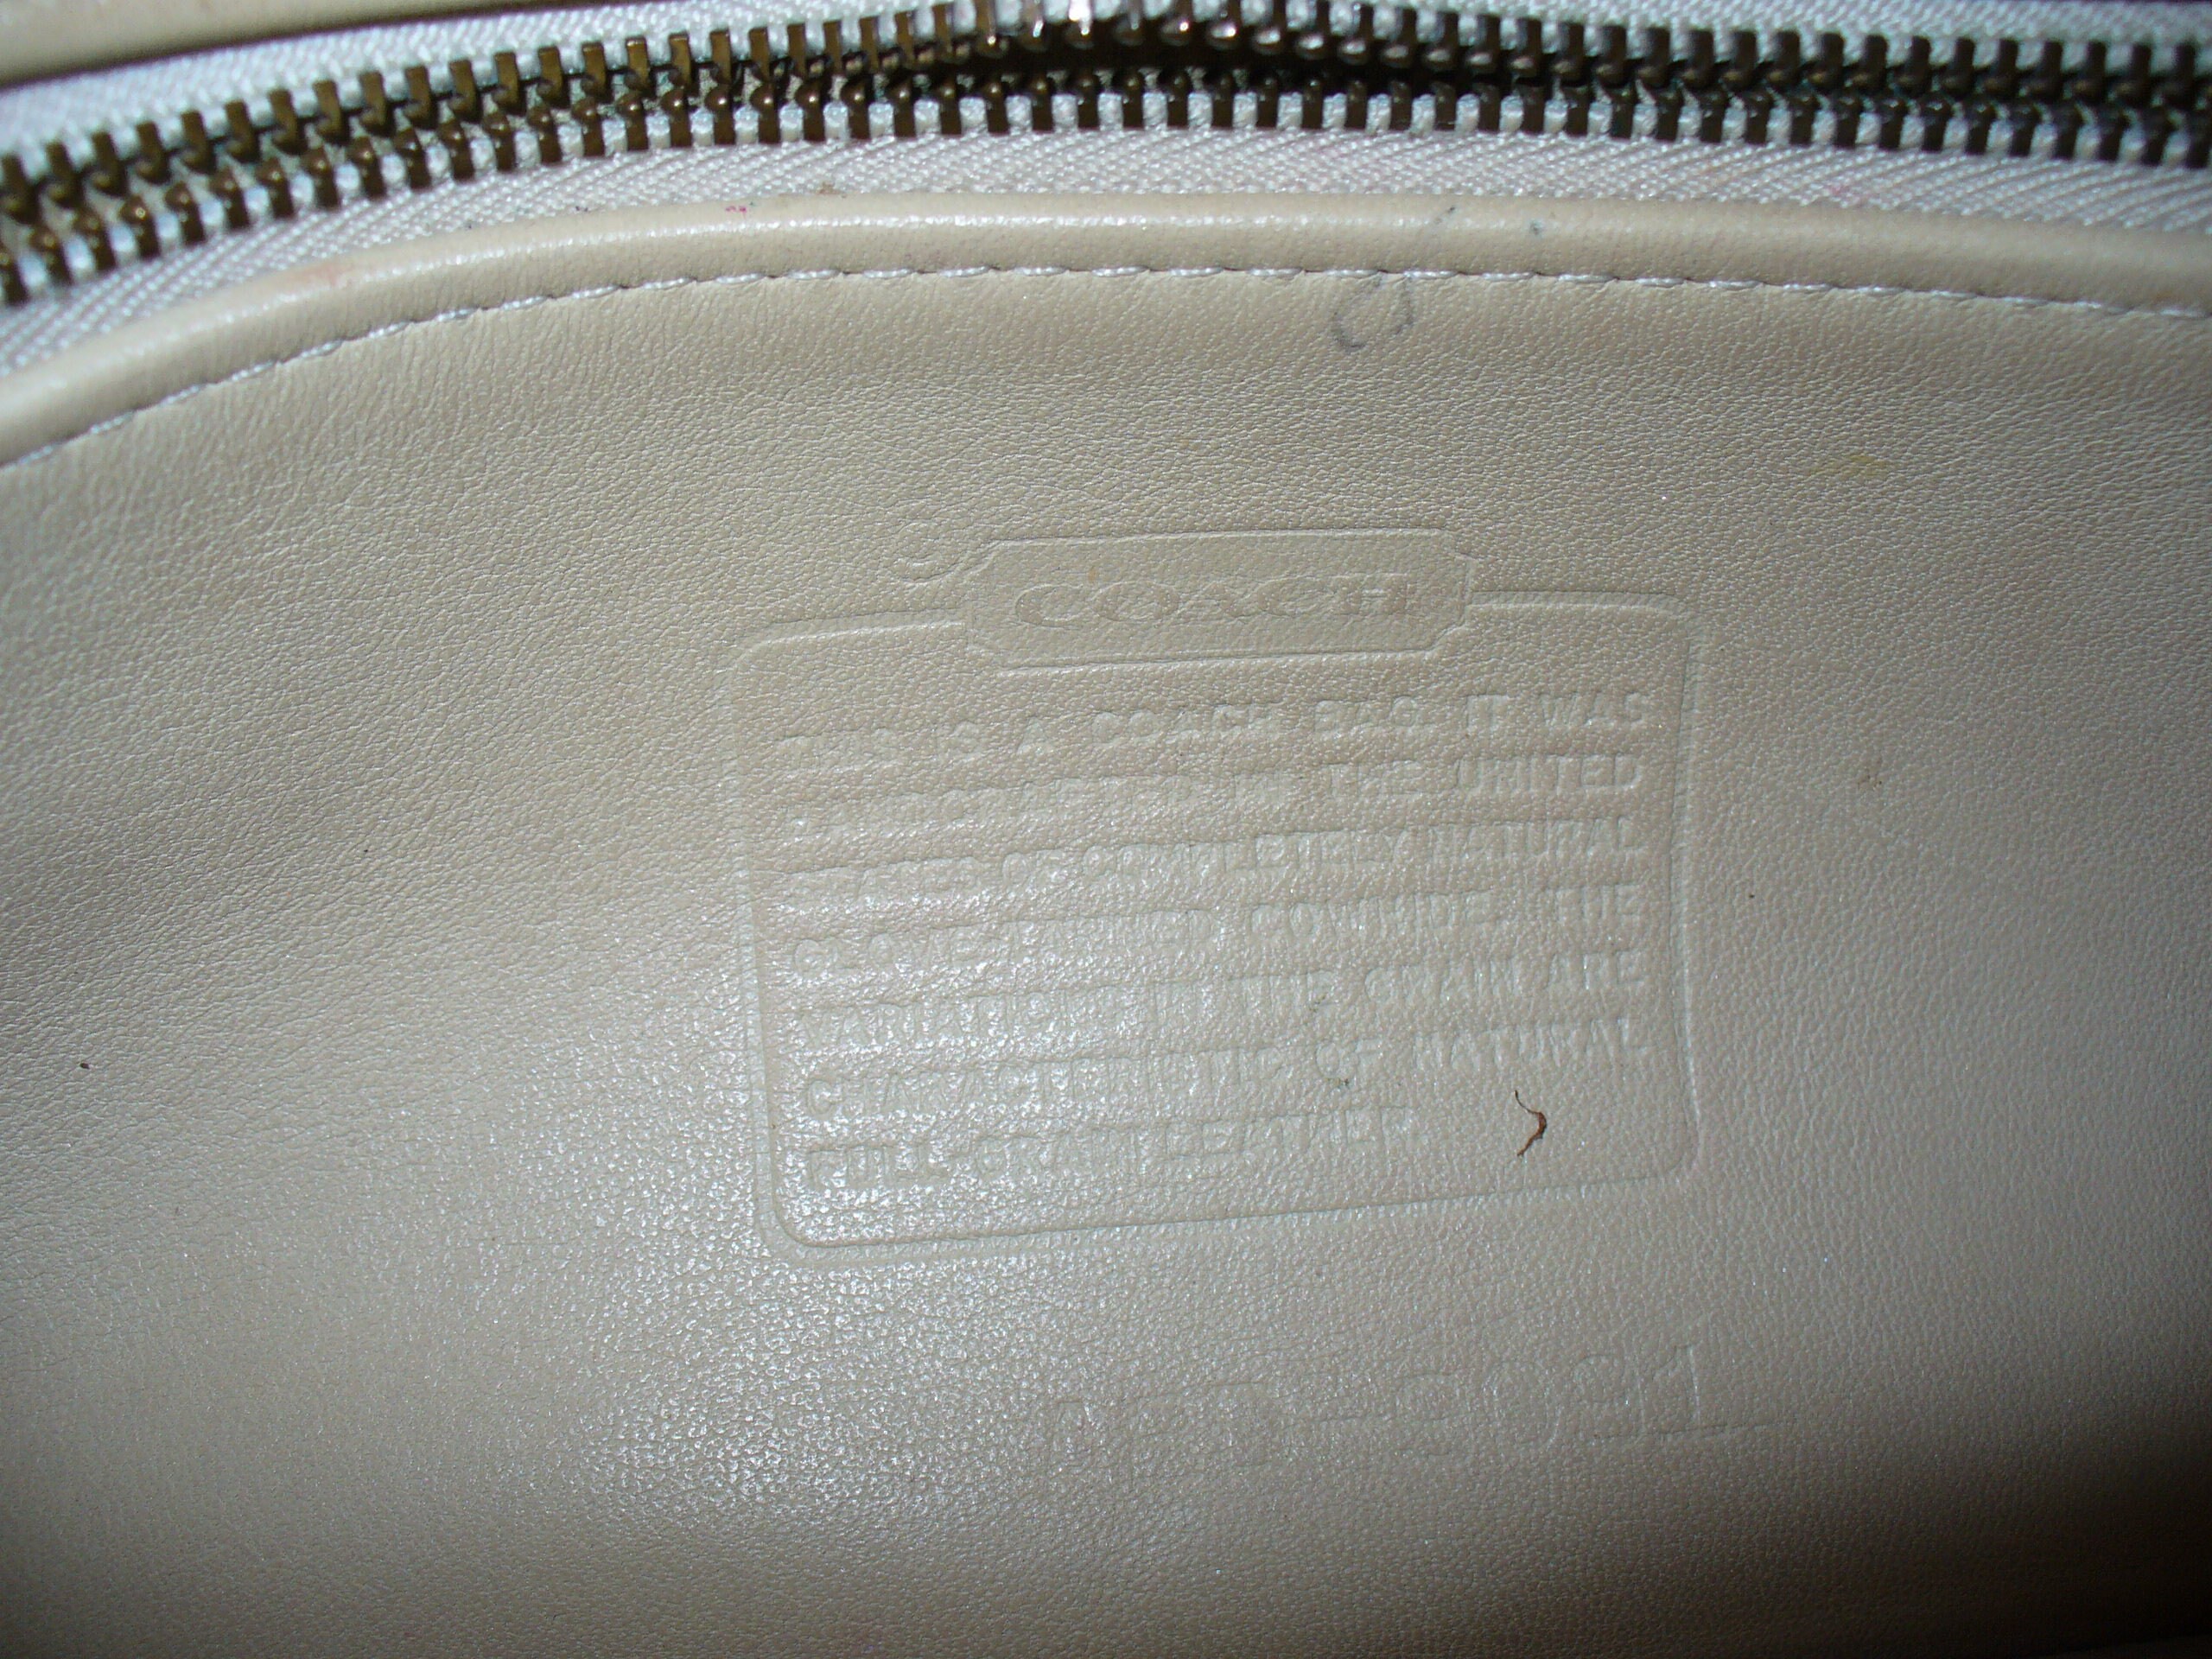 COACH
THIS IS A COACH BAG. IT WAS
HANDCRAFTED IN THE UNITED
STATES OF COMPLETELY NATURAL
GLOVE TANNED COWHIDE. THE
VARIATIONS IN THE GRAIN ARE
CHARACTERISTIC OF NATURAL
FULL GRAIN LEATHER